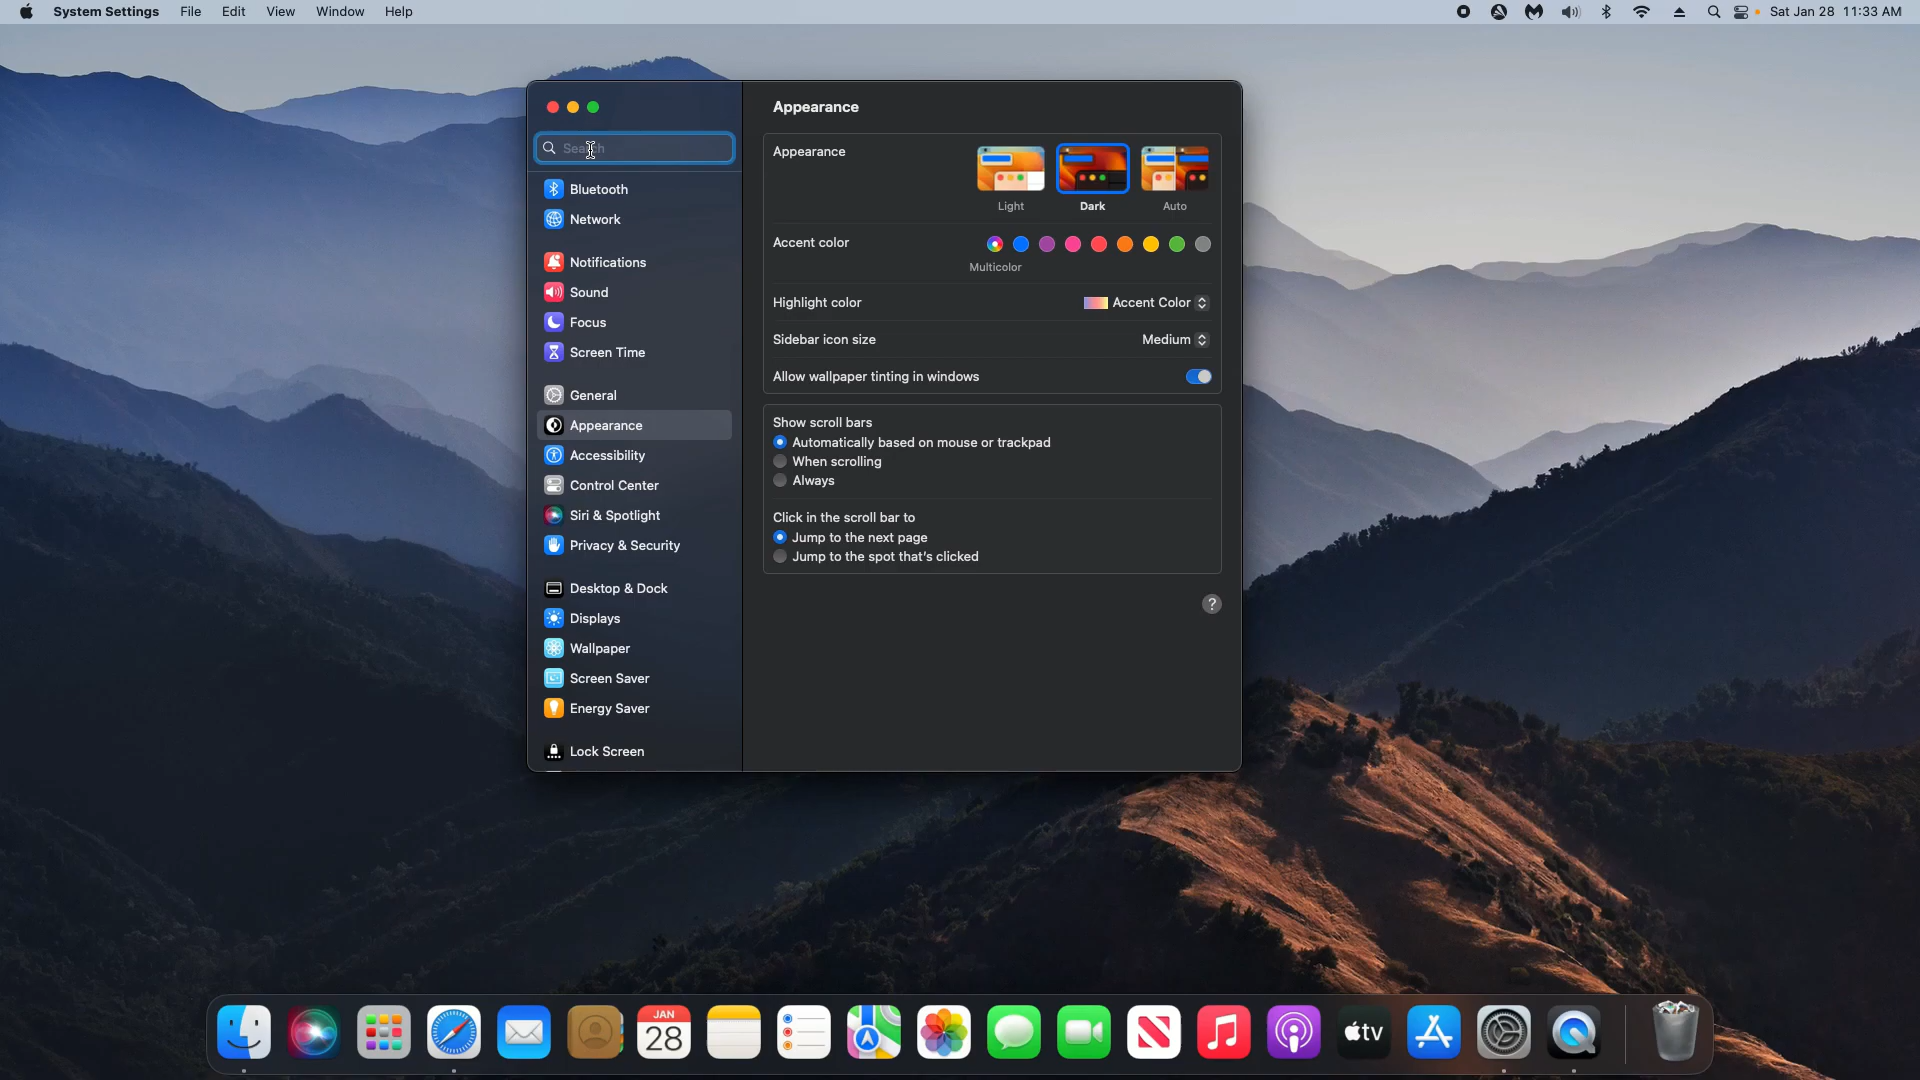 System Settings File Edit View Window Help Sat Jan 28 11:33 AM
Search
Bluetooth
Network
Notifications
Sound
Focus
Screen Time
General
Appearance
Accessibility
Control Center
Siri & Spotlight
Privacy & Security
Desktop & Dock
Displays
Wallpaper
Screen Saver
Energy Saver
Lock Screen
Appearance
Appearance
Light Dark Auto
Accent color
Multicolor
Highlight color Accent Color
Sidebar icon size Medium
Allow wallpaper tinting in windows
Show scroll bars
Automatically based on mouse or trackpad
When scrolling
Always
Click in the scroll bar to
Jump to the next page
Jump to the spot that's clicked
?
JAN
28
tv